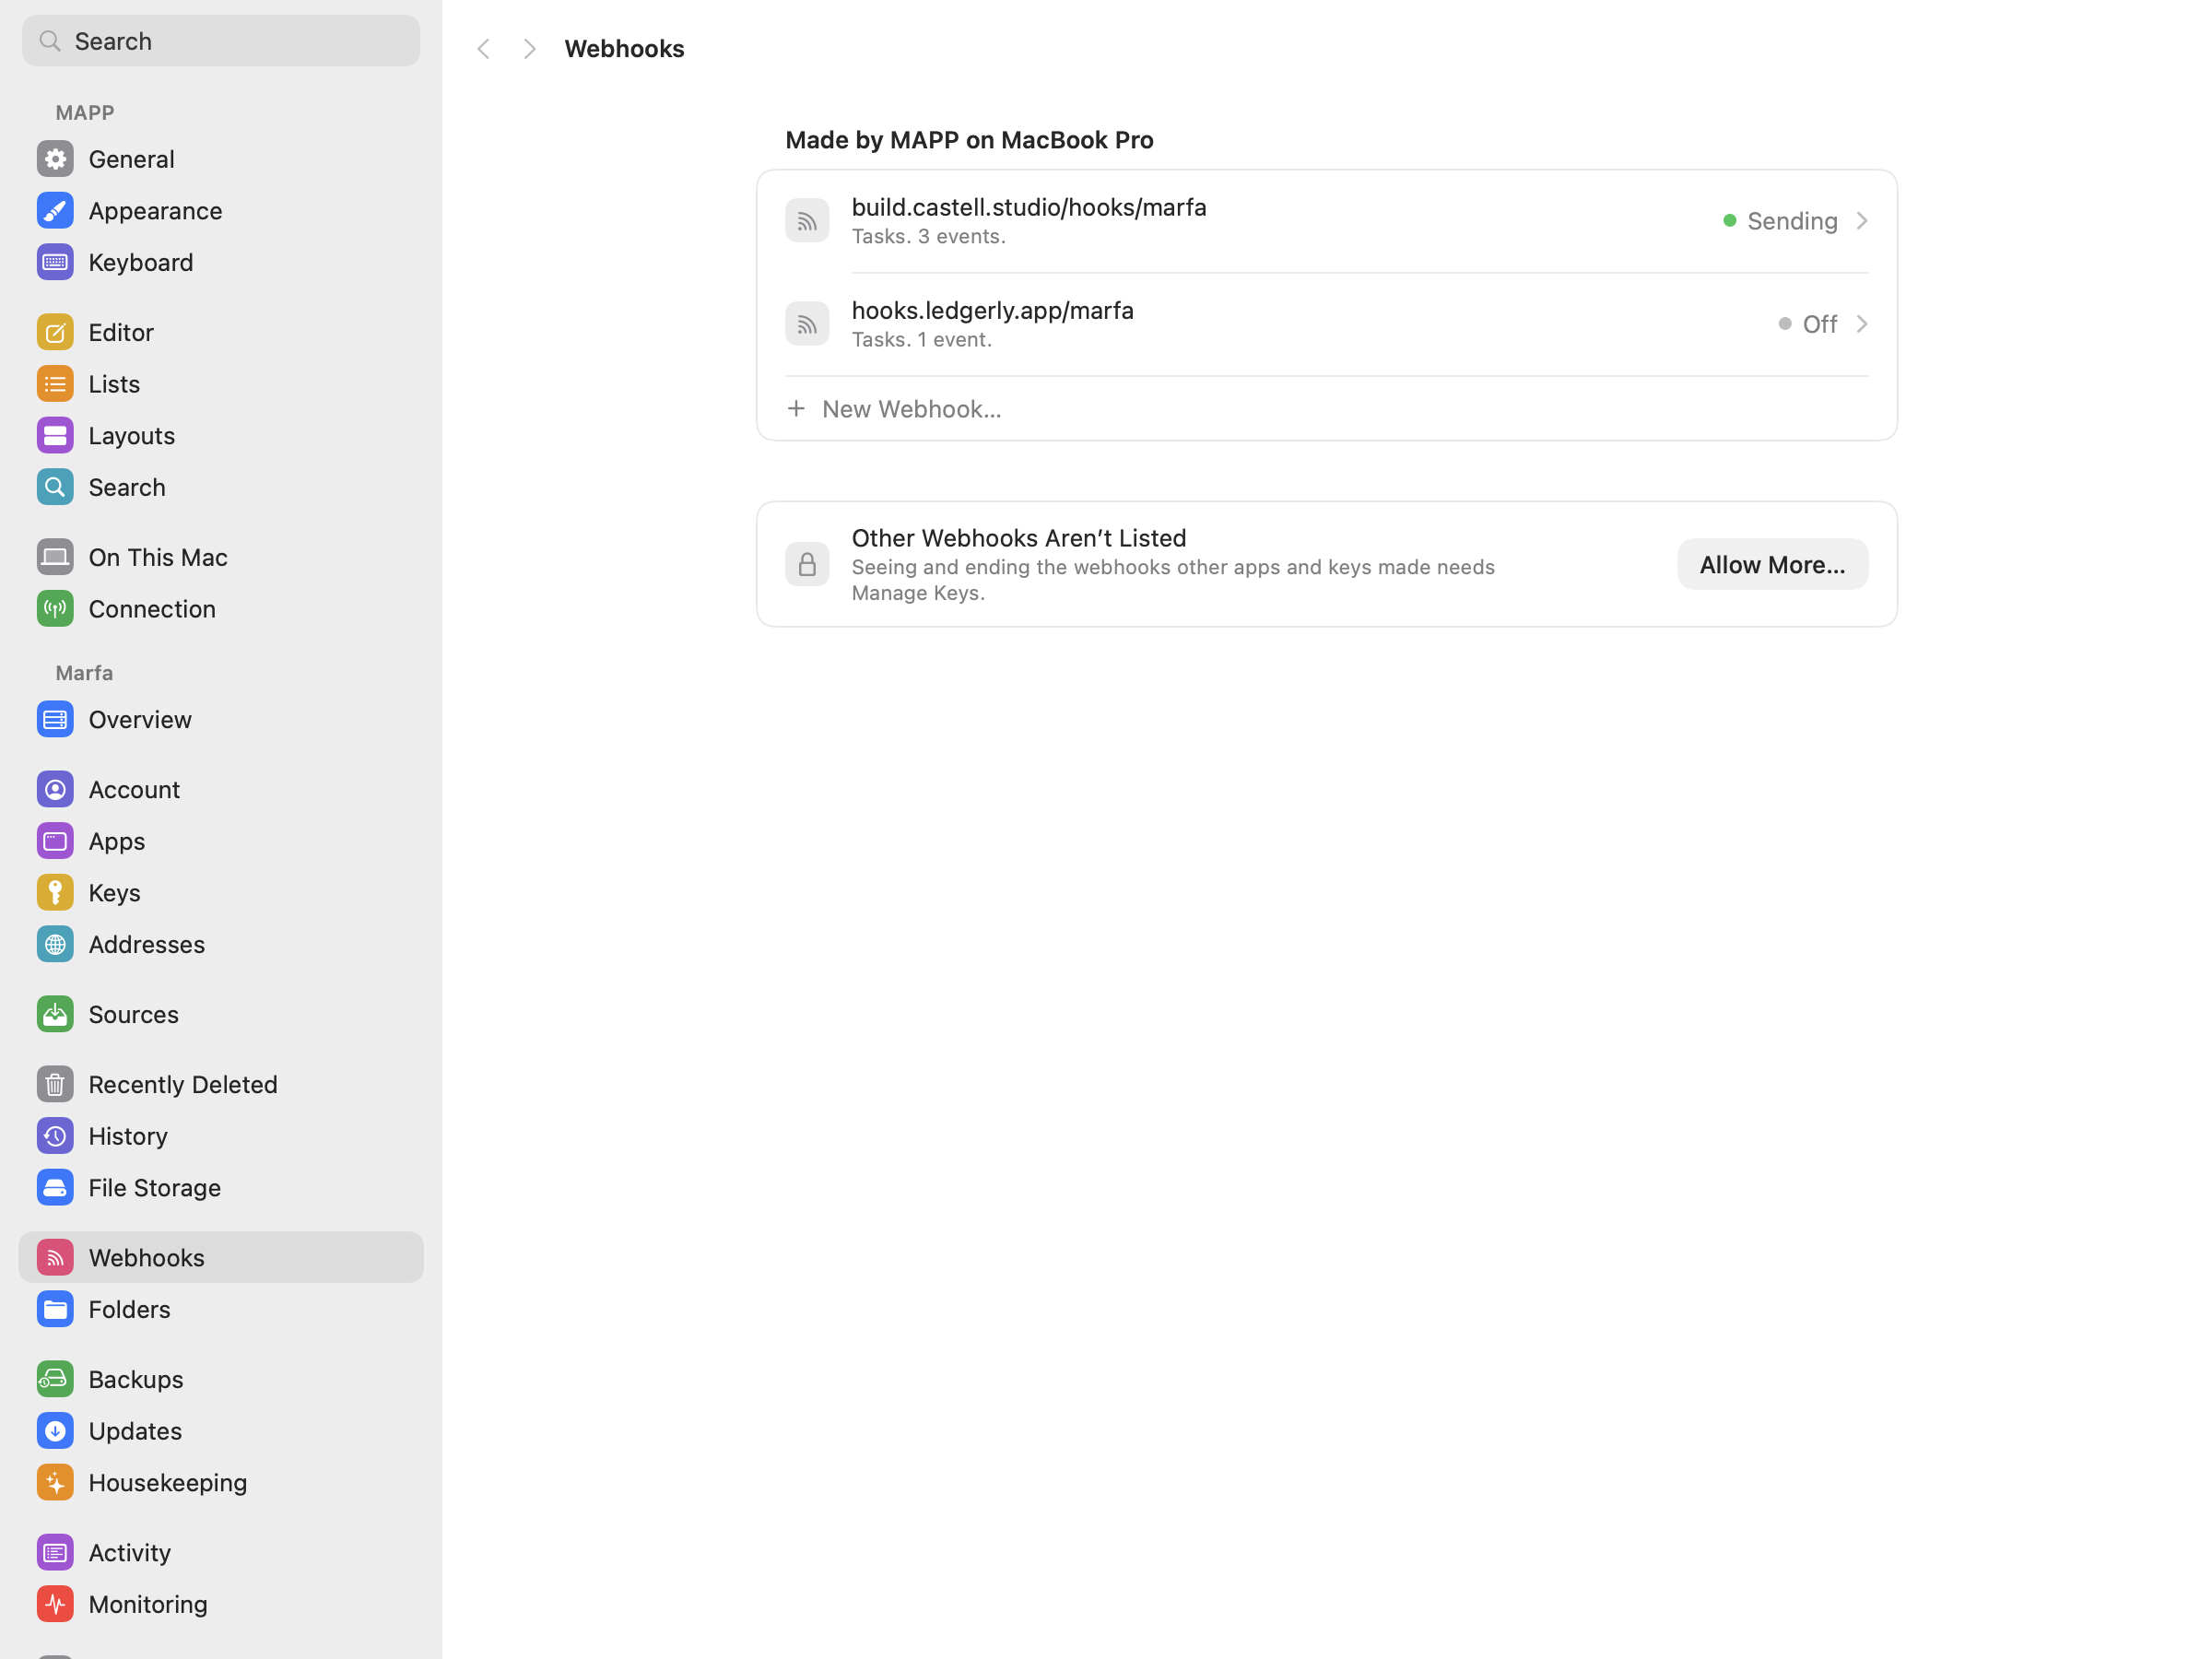 Search
MAPP
General
Appearance
Keyboard
Editor
Lists
Layouts
Search
On This Mac
Connection
Marfa
Overview
Account
Apps
Keys
Addresses
Sources
Recently Deleted
History
File Storage
Webhooks
Folders
Backups
Updates
Housekeeping
Activity
Monitoring
Webhooks
Made by MAPP on MacBook Pro
build.castell.studio/hooks/marfa
Tasks. 3 events.
Sending
hooks.ledgerly.app/marfa
Tasks. 1 event.
Off
New Webhook...
Other Webhooks Aren’t Listed
Seeing and ending the webhooks other apps and keys made needs
Manage Keys.
Allow More...